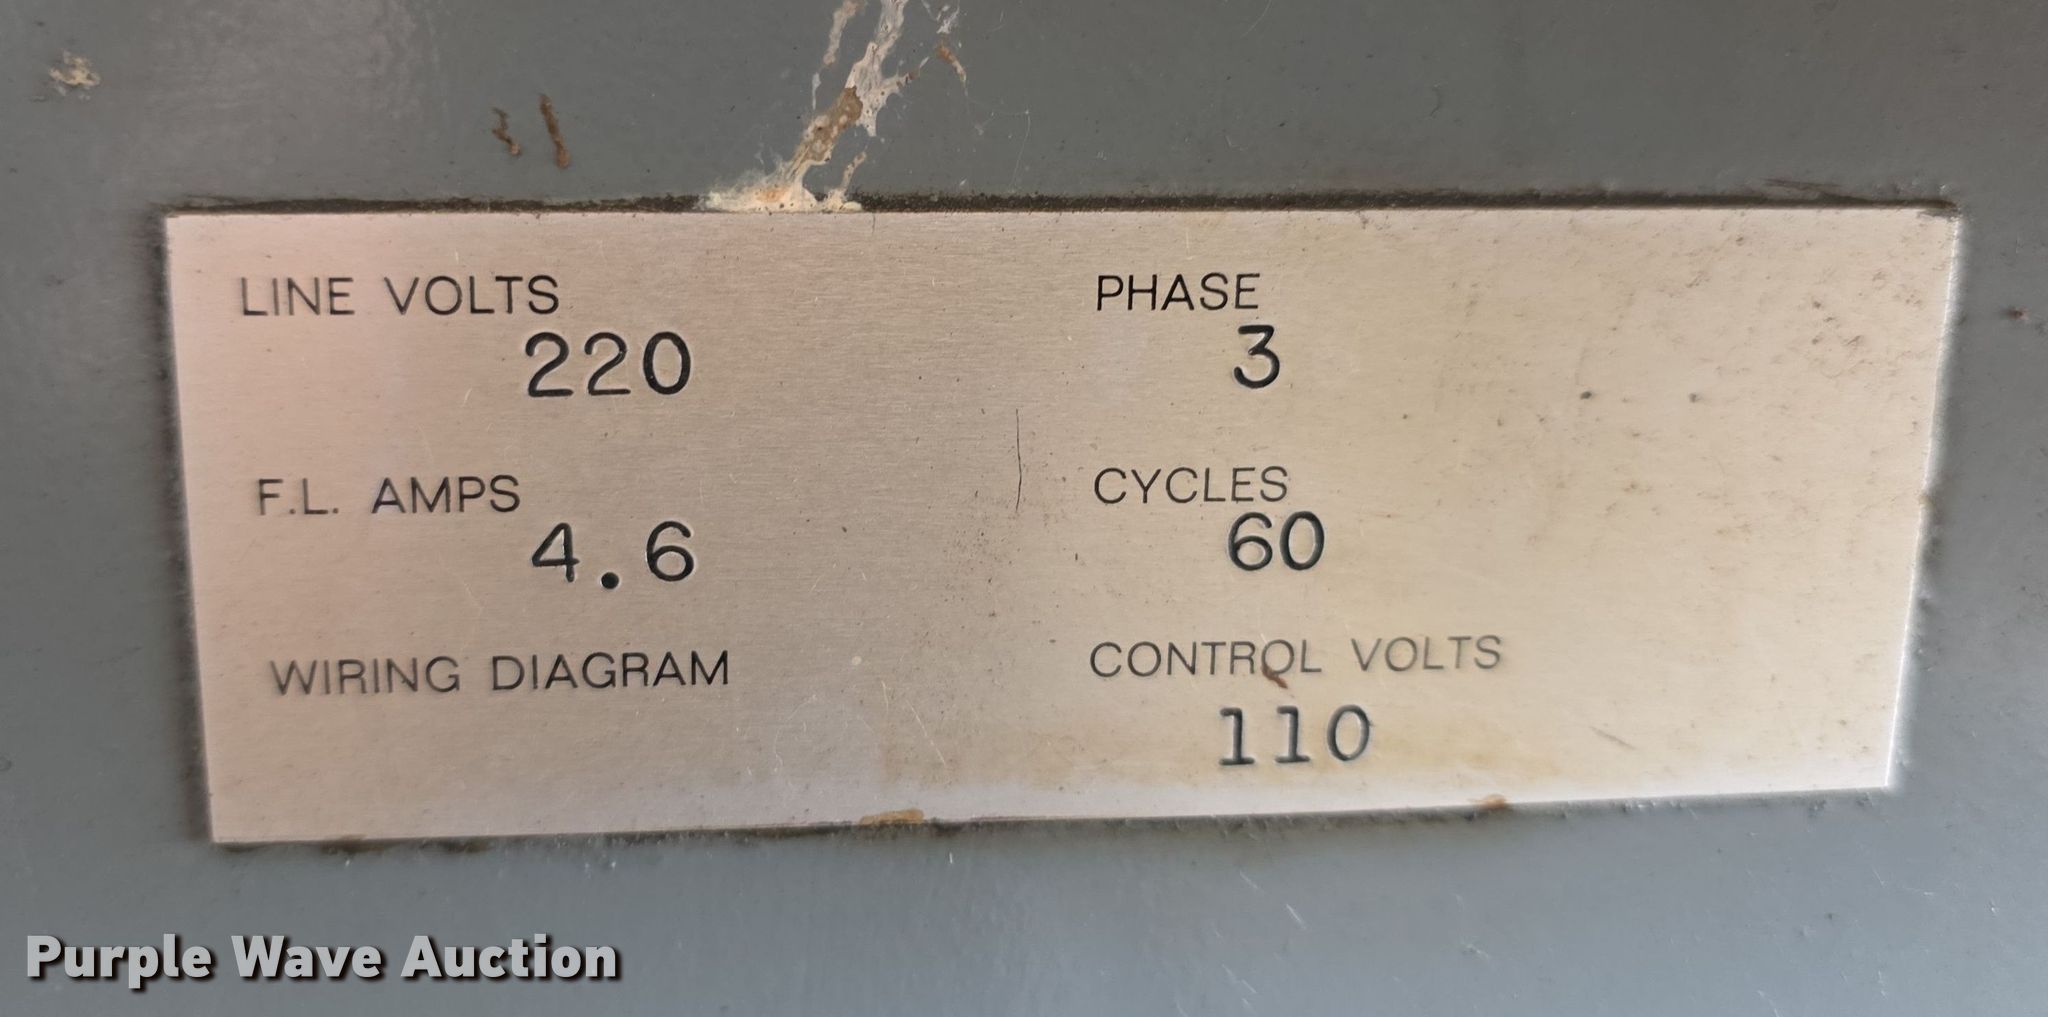 LINE VOLTS
220
PHASE
3
F.L. AMPS
4.6
CYCLES
60
WIRING DIAGRAM
CONTROL VOLTS
110
Purple Wave Auction